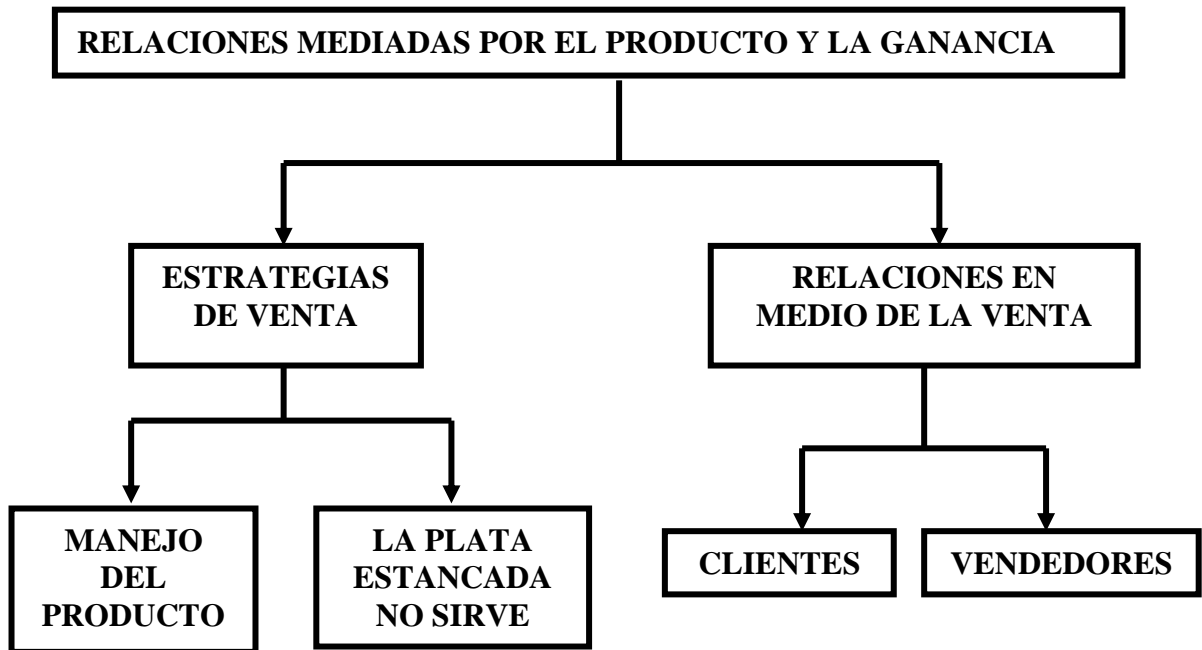 RELACIONES MEDIADAS POR EL PRODUCTO Y LA GANANCIA
ESTRATEGIAS
DE VENTA
RELACIONES EN
MEDIO DE LA VENTA
MANEJO
DEL
PRODUCTO
LA PLATA
ESTANCADA
NO SIRVE
CLIENTES
VENDEDORES